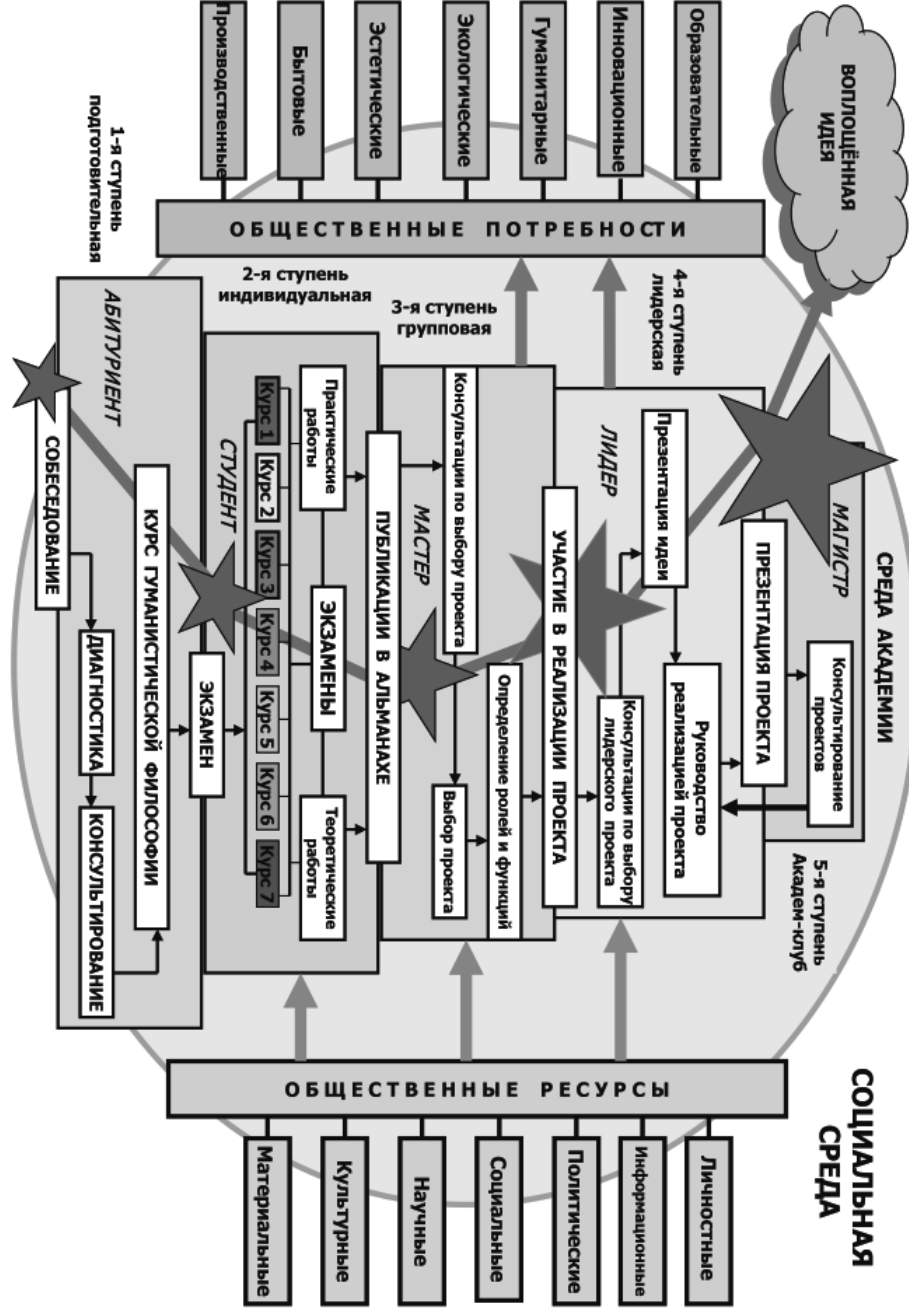 СОЦИАЛЬНАЯ
СРЕДА
СРЕДА АКАДЕМИИ
ВОПЛОЩЁННАЯ
ИДЕЯ
Образовательные
Инновационные
Гуманитарные
Экологические
Эстетические
Бытовые
Производственные
ОБЩЕСТВЕННЫЕ ПОТРЕБНОСТИ
5-я ступень
Академ-клуб
МАГИСТР
Консультирование
проектов
ПРЕЗЕНТАЦИЯ ПРОЕКТА
4-я ступень
лидерская
ЛИДЕР
Презентация идеи
Руководство
реализацией проекта
Консультации по выбору
лидерского проекта
УЧАСТИЕ В РЕАЛИЗАЦИИ ПРОЕКТА
3-я ступень
групповая
МАСТЕР
Консультации по выбору проекта
Определение ролей и функций
Выбор проекта
ПУБЛИКАЦИИ В АЛЬМАНАХЕ
2-я ступень
индивидуальная
СТУДЕНТ
Практические
работы
ЭКЗАМЕНЫ
Теоретические
работы
Курс 1
Курс 2
Курс 3
Курс 4
Курс 5
Курс 6
Курс 7
ЭКЗАМЕН
1-я ступень
подготовительная
АБИТУРИЕНТ
КУРС ГУМАНИСТИЧЕСКОЙ ФИЛОСОФИИ
СОБЕСЕДОВАНИЕ
ДИАГНОСТИКА
КОНСУЛЬТИРОВАНИЕ
ОБЩЕСТВЕННЫЕ РЕСУРСЫ
Личностные
Информационные
Политические
Социальные
Научные
Культурные
Материальные